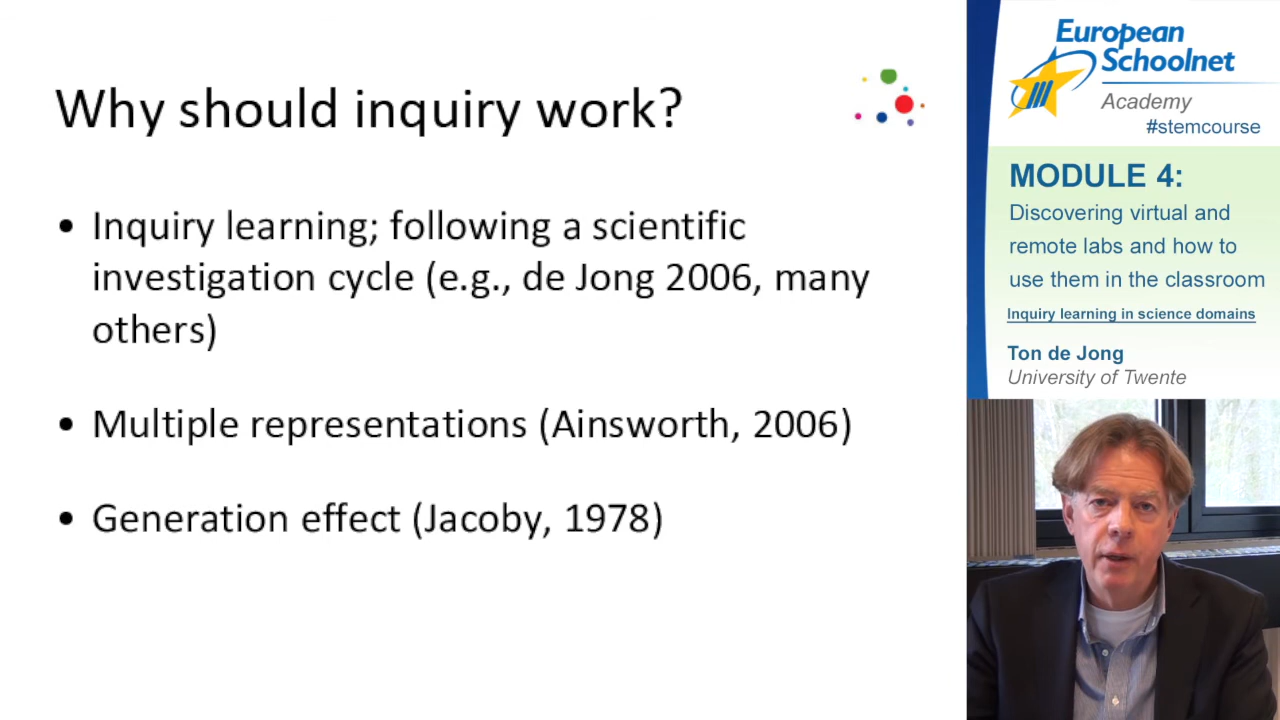 Why should inquiry work?
• Inquiry learning; following a scientific
investigation cycle (e.g., de Jong 2006, many
others)
• Multiple representations (Ainsworth, 2006)
• Generation effect (Jacoby, 1978)
European
Schoolnet
Academy
#stemcourse
MODULE 4:
Discovering virtual and
remote labs and how to
use them in the classroom
Inquiry learning in science domains
Ton de Jong
University of Twente